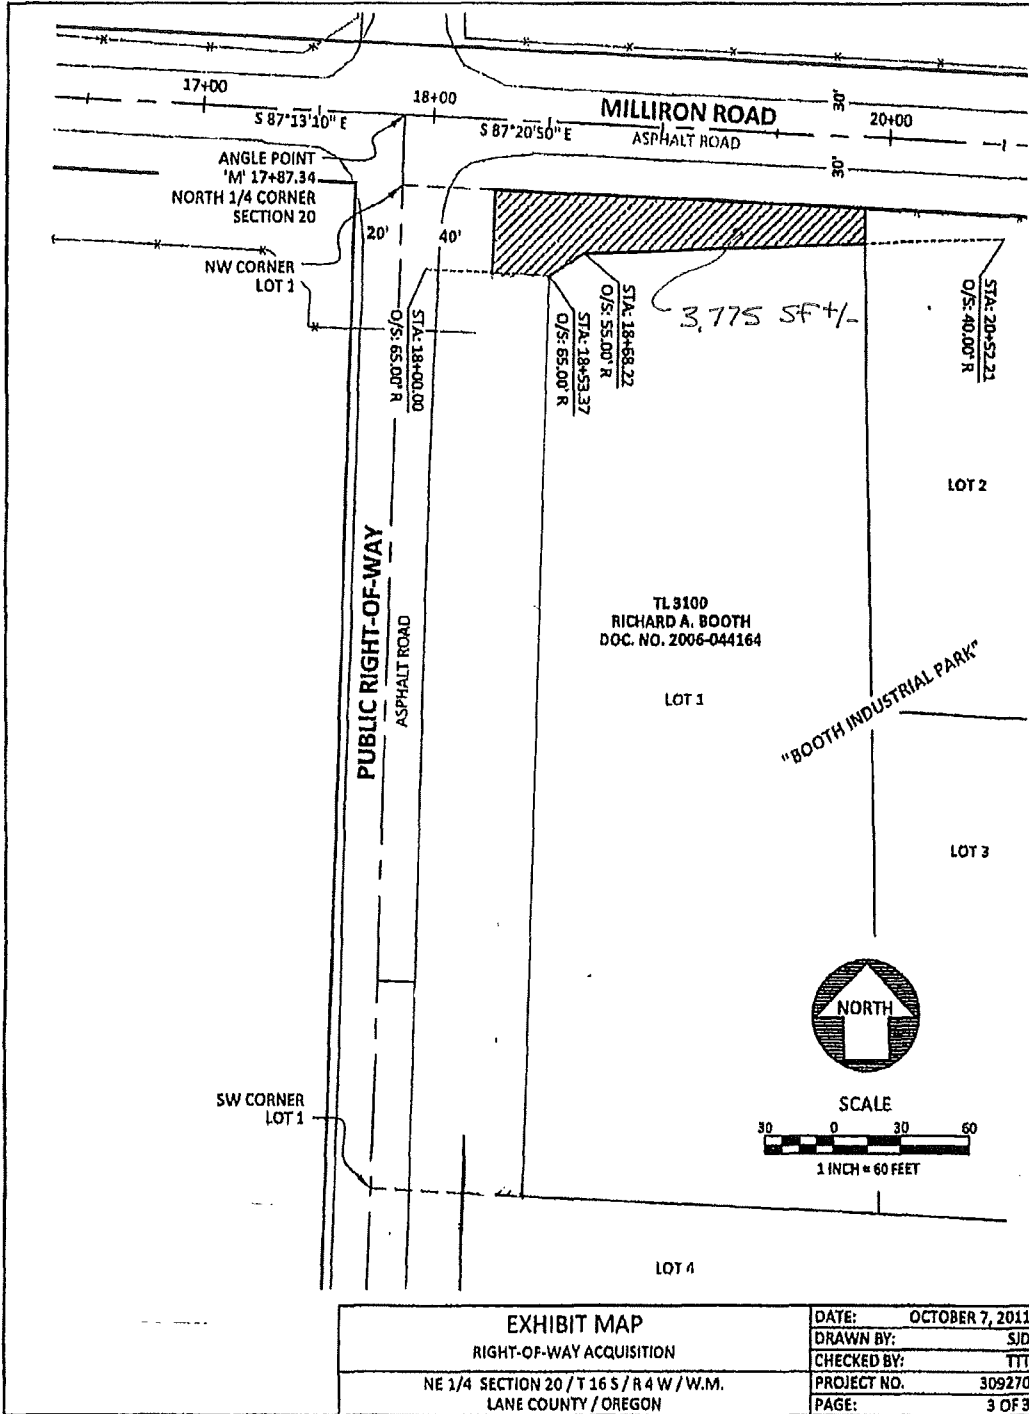 17+00
18+00
20+00
MILLIRON ROAD
ASPHALT ROAD
30'
30'
S 87°13'10" E
S 87°20'50" E
ANGLE POINT
'M' 17+87.34
NORTH 1/4 CORNER
SECTION 20
NW CORNER
LOT 1
20'
40'
STA: 18+00.00
O/S: 65.00' R
STA: 18+53.37
O/S: 65.00' R
STA: 18+68.22
O/S: 55.00' R
3,775 SF +/-
STA: 20+52.21
O/S: 40.00' R
LOT 2
PUBLIC RIGHT-OF-WAY
ASPHALT ROAD
TL 3100
RICHARD A. BOOTH
DOC. NO. 2006-044164
LOT 1
"BOOTH INDUSTRIAL PARK"
LOT 3
NORTH
SCALE
30 0 30 60
1 INCH = 60 FEET
SW CORNER
LOT 1
LOT 4
EXHIBIT MAP
RIGHT-OF-WAY ACQUISITION
NE 1/4 SECTION 20 / T 16 S / R 4 W / W.M.
LANE COUNTY / OREGON
DATE: OCTOBER 7, 2011
DRAWN BY: SJD
CHECKED BY: TTT
PROJECT NO. 309270
PAGE: 3 OF 3